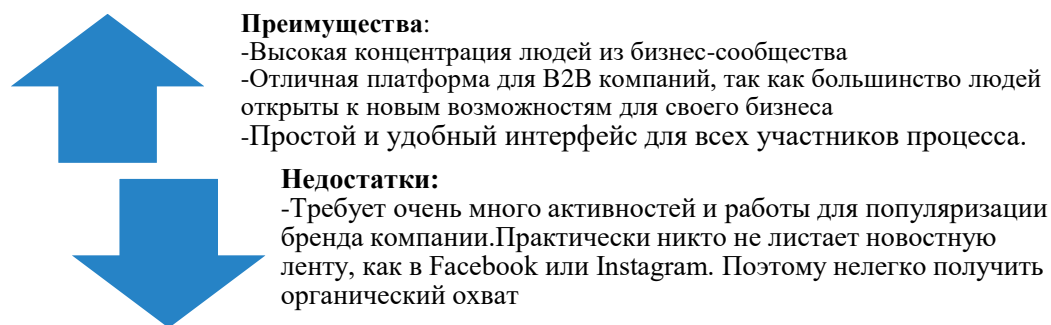 Преимущества:
-Высокая концентрация людей из бизнес-сообщества
-Отличная платформа для B2B компаний, так как большинство людей
открыты к новым возможностям для своего бизнеса
-Простой и удобный интерфейс для всех участников процесса.
Недостатки:
-Требует очень много активностей и работы для популяризации
бренда компании.Практически никто не листает новостную
ленту, как в Facebook или Instagram. Поэтому нелегко получить
органический охват